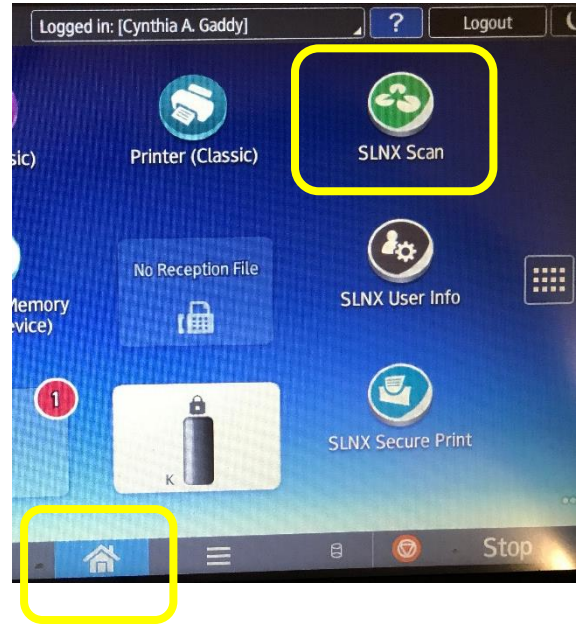 Logged in: [Cynthia A. Gaddy]
?
Logout
sic)
Printer (Classic)
SLNX Scan
No Reception File
SLNX User Info
Memory
evice)
1
K
SLNX Secure Print
Stop